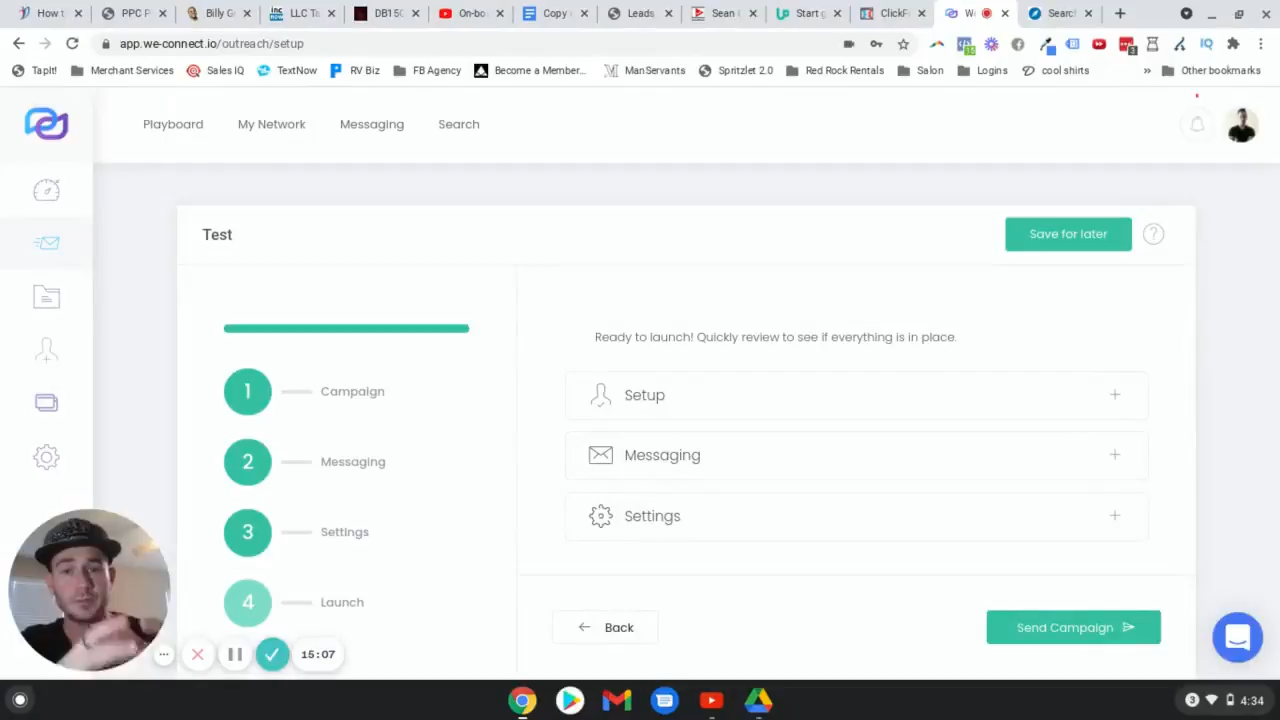 How t
PPC P
Billy G
LLC Ta
DB15
On-bo
Copy
Leads
Sean
Start g
ClickF
We
Search
app.we-connect.io/outreach/setup
TapIt! Merchant Services Sales IQ TextNow RV Biz FB Agency Become a Member... ManServants Spritzlet 2.0 Red Rock Rentals Salon Logins cool shirts » Other bookmarks
Playboard My Network Messaging Search
Test
Save for later
?
Ready to launch! Quickly review to see if everything is in place.
1 Campaign
Setup +
2 Messaging
Messaging +
3 Settings
Settings +
4 Launch
Back
Send Campaign
15:07
3 4:34